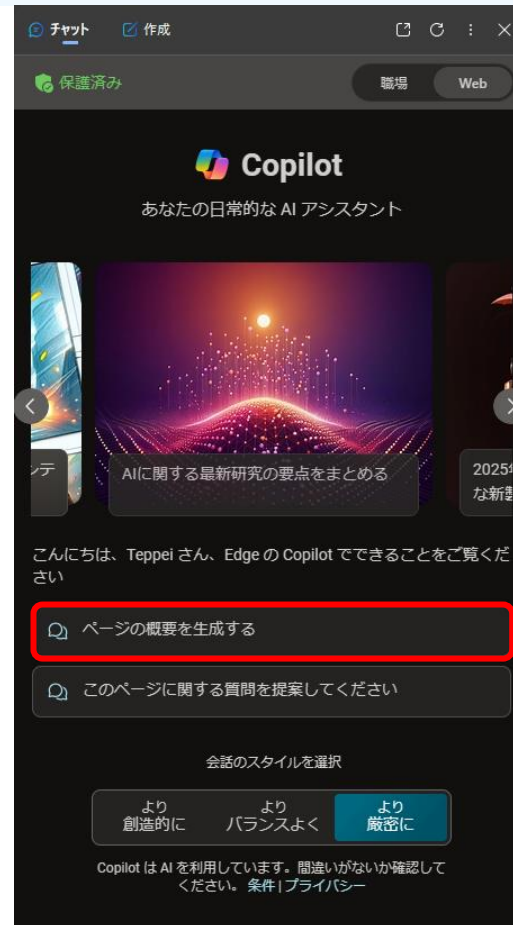 チャット 作成
保護済み 職場 Web
Copilot
あなたの日常的な AI アシスタント
ンテ
AIに関する最新研究の要点をまとめる
2025
な新
こんにちは、Teppei さん、Edge の Copilot でできることをご覧くだ
さい
ページの概要を生成する
このページに関する質問を提案してください
会話のスタイルを選択
より
創造的に
より
バランスよく
より
厳密に
Copilot は AI を利用しています。間違いがないか確認して
ください。 条件 | プライバシー